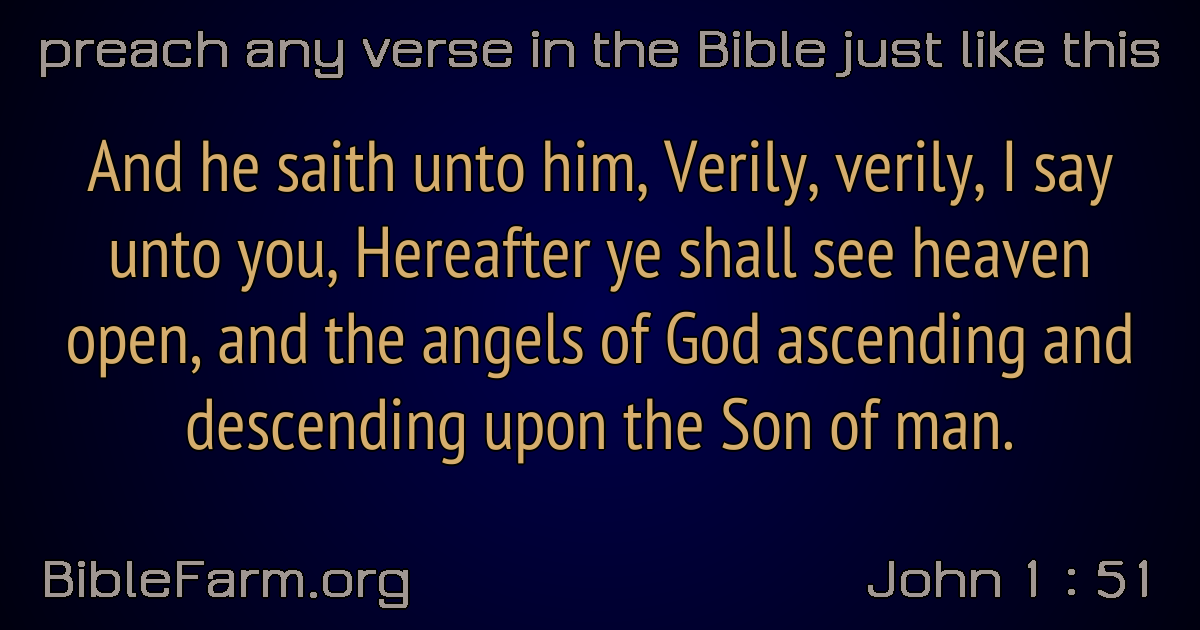 preach any verse in the Bible just like this
And he saith unto him, Verily, verily, I say
unto you, Hereafter ye shall see heaven
open, and the angels of God ascending and
descending upon the Son of man.
BibleFarm.org
John 1 : 51